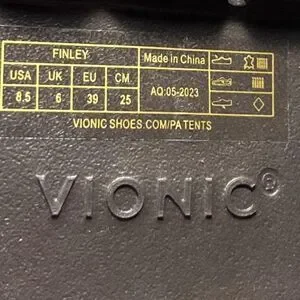 FINLEY
Made in China
USA UK EU CM.
8.5 6 39 25
AQ:05-2023
VIONIC SHOES.COM/PATENTS
VIONIC®